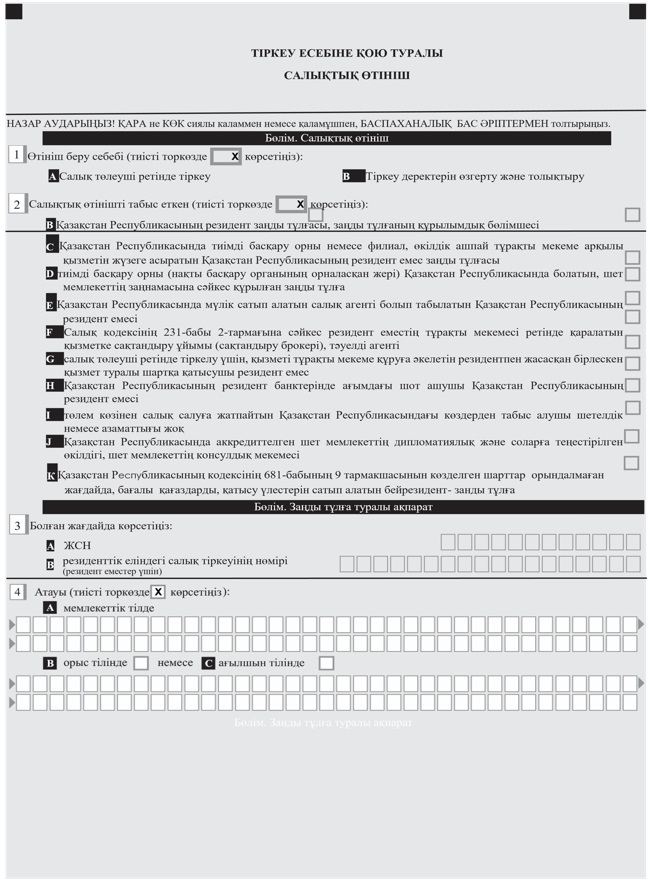 ТІРКЕУ ЕСЕБІНЕ ҚОЮ ТУРАЛЫ
САЛЫҚТЫҚ ӨТІНІШ
НАЗАР АУДАРЫҢЫЗ! ҚАРА не КӨК сиялы каламмен немесе каламұшпен, БАСПАХАНАЛЫҚ БАС ӘРІПТЕРМЕН толтырыңыз.
Бөлім. Салықтық өтініш
1 Өтініш беру себебі (тиісті торкөзде X көрсетіңіз):
A Салық төлеуші ретінде тіркеу B Тіркеу деректерін өзгерту және толықтыру
2 Салықтық өтінішті табыс еткен (тиісті торкөзде X көрсетіңіз):
B Қазақстан Республикасының резидент заңды тұлғасы, заңды тұлғаның құрылымдық бөлімшесі
C Қазақстан Республикасында тиімді басқару орны немесе филиал, өкілдік ашпай тұрақты мекеме арқылы
қызметін жүзеге асыратын Қазақстан Республикасының резидент емес заңды тұлғасы
D тиімді басқару орны (нақты басқару органының орналасқан жері) Қазақстан Республикасында болатын, шет
мемлекеттің заңнамасына сәйкес құрылған заңды тұлға
E Қазақстан Республикасында мүлік сатып алатын салық агенті болып табылатын Қазақстан Республикасының
резидент емесі
F Салық кодексінің 231-бабы 2-тармағына сәйкес резидент еместің тұрақты мекемесі ретінде қаралатын
қызметке сақтандыру ұйымы (сақтандыру брокері), тәуелді агенті
G салық төлеуші ретінде тіркелу үшін, қызметі тұрақты мекеме құруға әкелетін резидентпен жасасқан бірлескен
қызмет туралы шартқа қатысушы резидент емес
H Қазақстан Республикасының резидент банктерінде ағымдағы шот ашушы Қазақстан Республикасының
резидент емесі
I төлем көзінен салық салуға жатпайтын Қазақстан Республикасындағы көздерден табыс алушы шетелдік
немесе азаматтығы жоқ
J Қазақстан Республикасында аккредиттелген шет мемлекеттің дипломатиялық және соларға теңестірілген
өкілдігі, шет мемлекеттің консулдық мекемесі
K Қазақстан Республикасының кодексінің 681-бабының 9 тармақшасынын көзделген шарттар орындалмаған
жағдайда, бағалы қағаздарды, қатысу үлестерін сатып алатын бейрезидент- занды тұлға
Бөлім. Заңды тұлға туралы ақпарат
3 Болған жағдайда көрсетіңіз:
A ЖСН
B резиденттік еліндегі салық тіркеуінің нөмірі
(резидент еместер үшін)
4 Атауы (тиісті торкөзде X көрсетіңіз):
A мемлекеттік тілде
B орыс тілінде немесе C ағылшын тілінде
Бөлім. Заңды тұлға туралы ақпарат